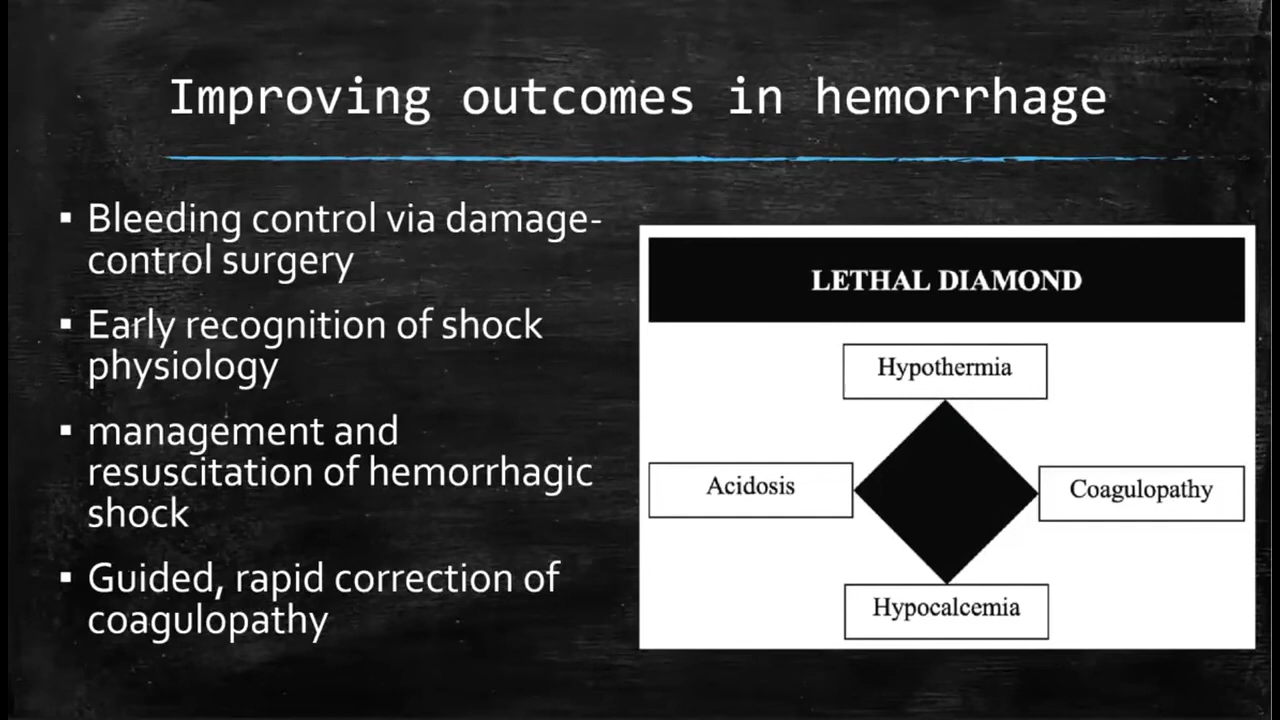 Improving outcomes in hemorrhage
▪ Bleeding control via damage-
control surgery
▪ Early recognition of shock
physiology
▪ management and
resuscitation of hemorrhagic
shock
▪ Guided, rapid correction of
coagulopathy
LETHAL DIAMOND
Hypothermia
Acidosis
Coagulopathy
Hypocalcemia